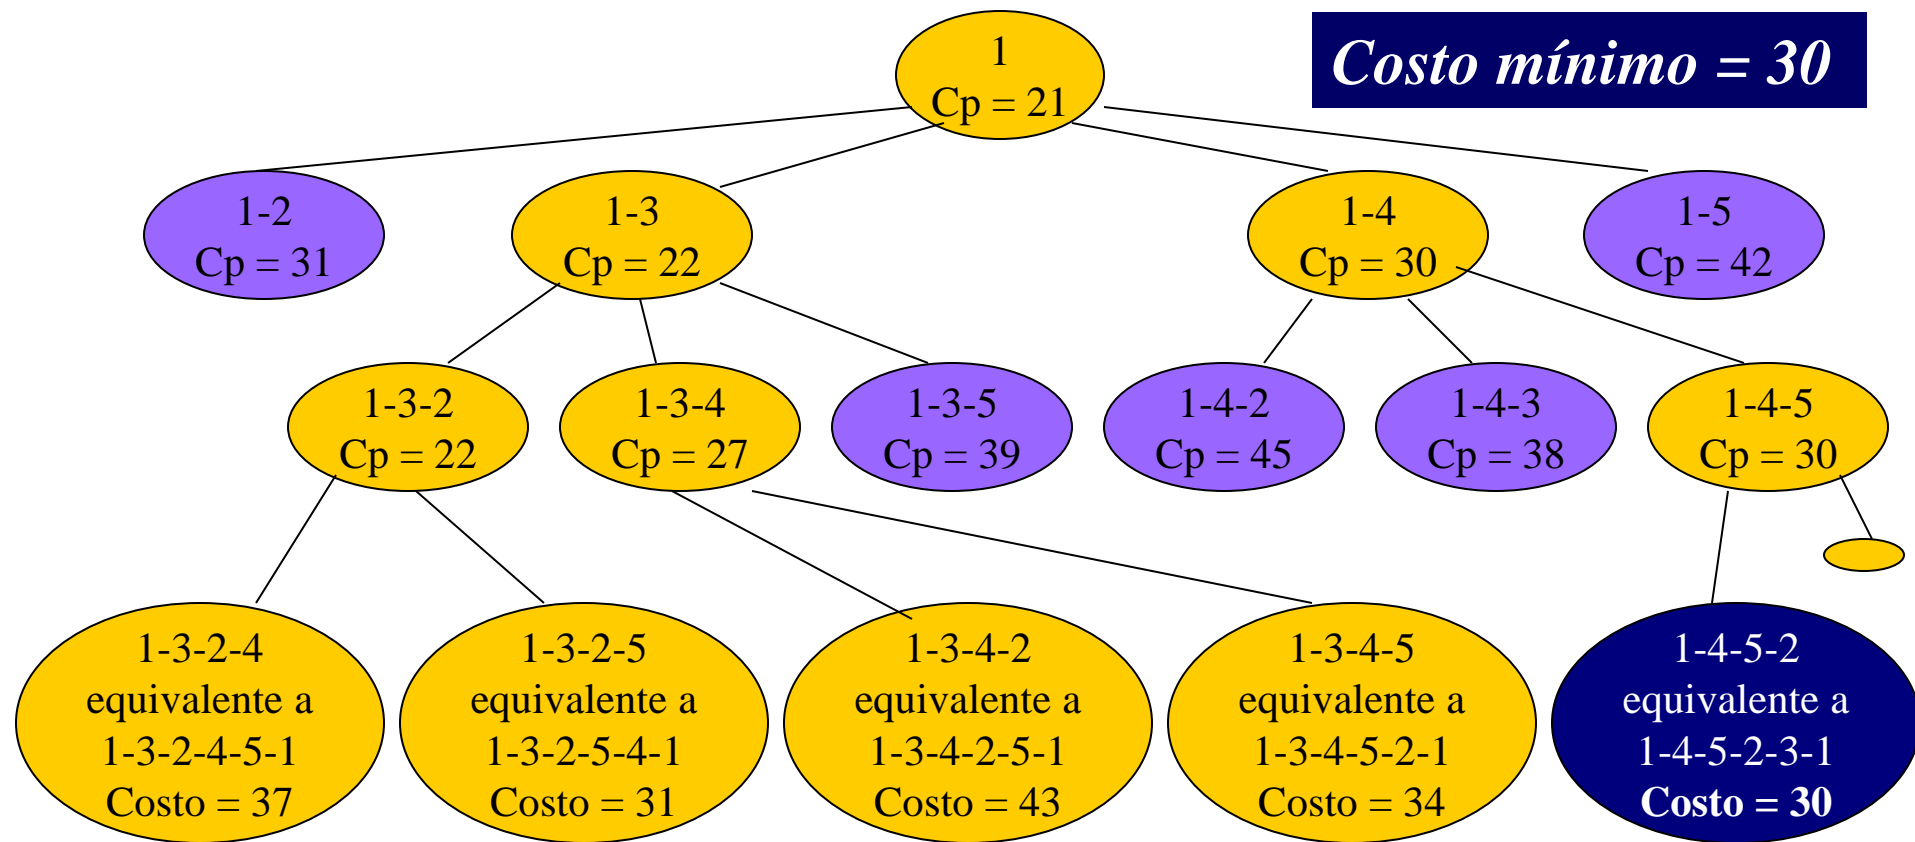 1
Cp = 21
Costo mínimo = 30
1-2
Cp = 31
1-3
Cp = 22
1-4
Cp = 30
1-5
Cp = 42
1-3-2
Cp = 22
1-3-4
Cp = 27
1-3-5
Cp = 39
1-4-2
Cp = 45
1-4-3
Cp = 38
1-4-5
Cp = 30
1-3-2-4
equivalente a
1-3-2-4-5-1
Costo = 37
1-3-2-5
equivalente a
1-3-2-5-4-1
Costo = 31
1-3-4-2
equivalente a
1-3-4-2-5-1
Costo = 43
1-3-4-5
equivalente a
1-3-4-5-2-1
Costo = 34
1-4-5-2
equivalente a
1-4-5-2-3-1
Costo = 30